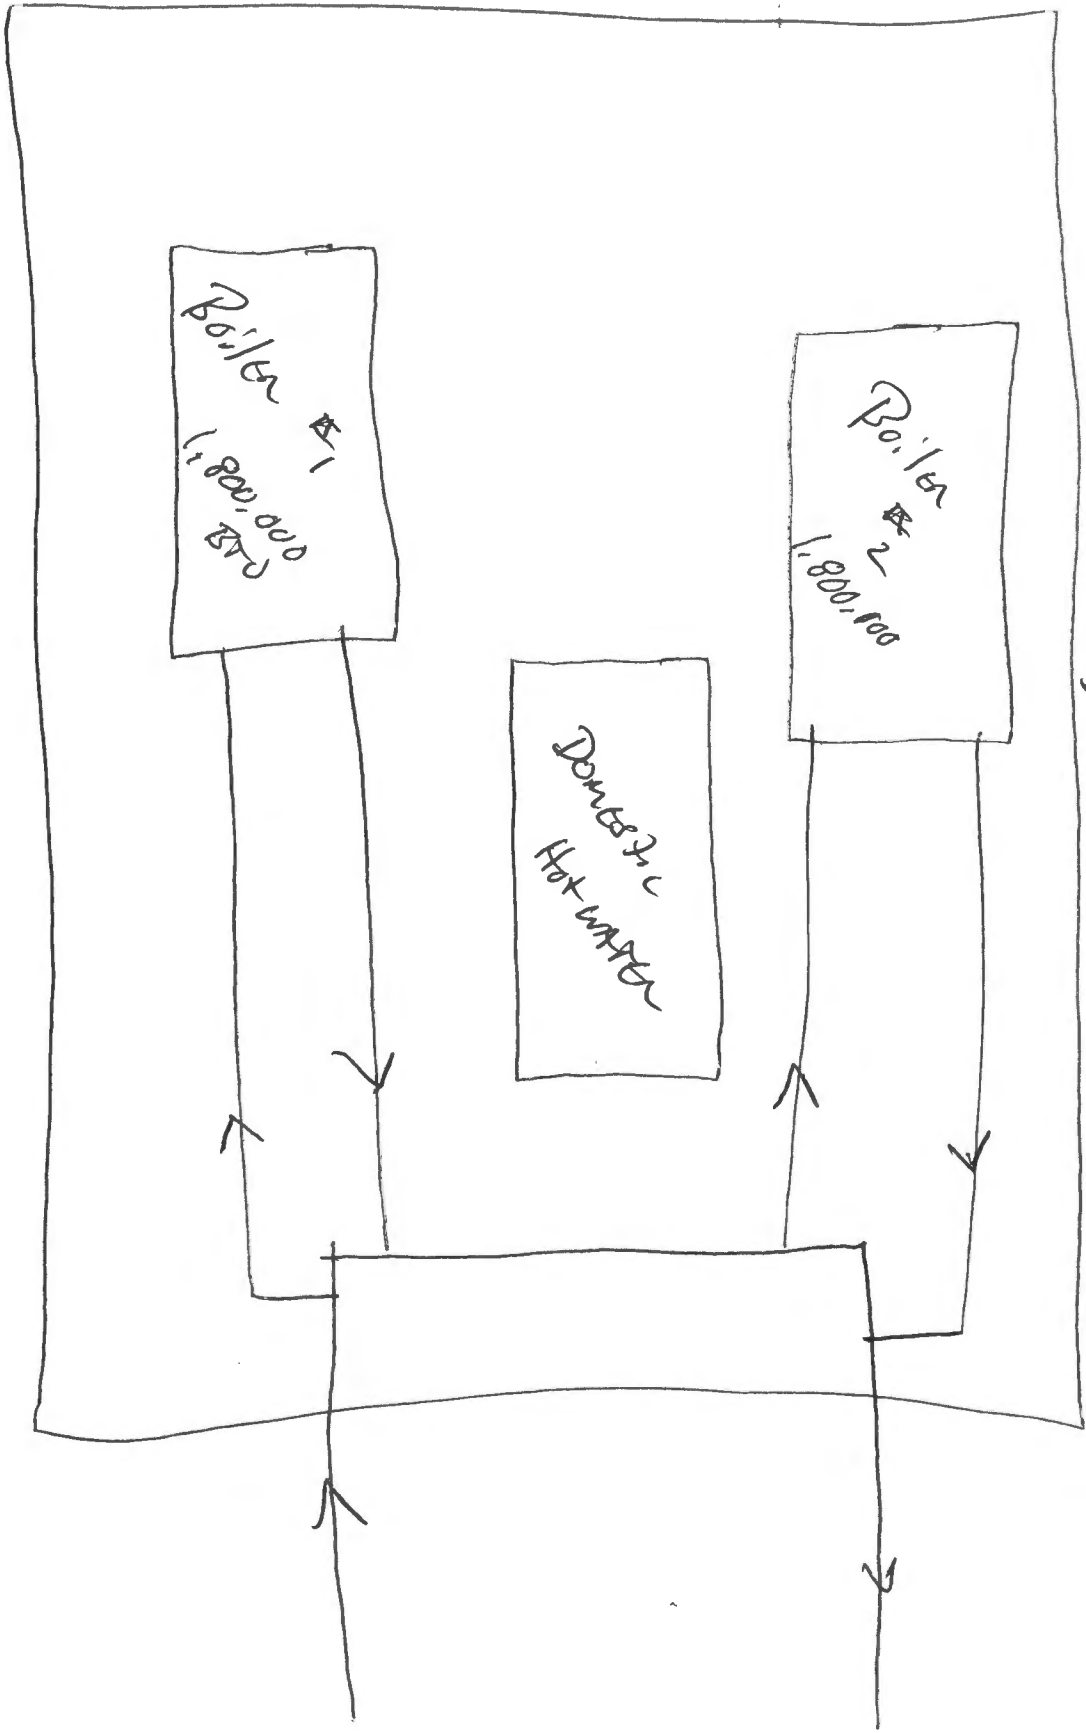 Boiler
#1
1,800,000
BTU
Boiler
#2
1,800,000
Domestic
Hot WATER